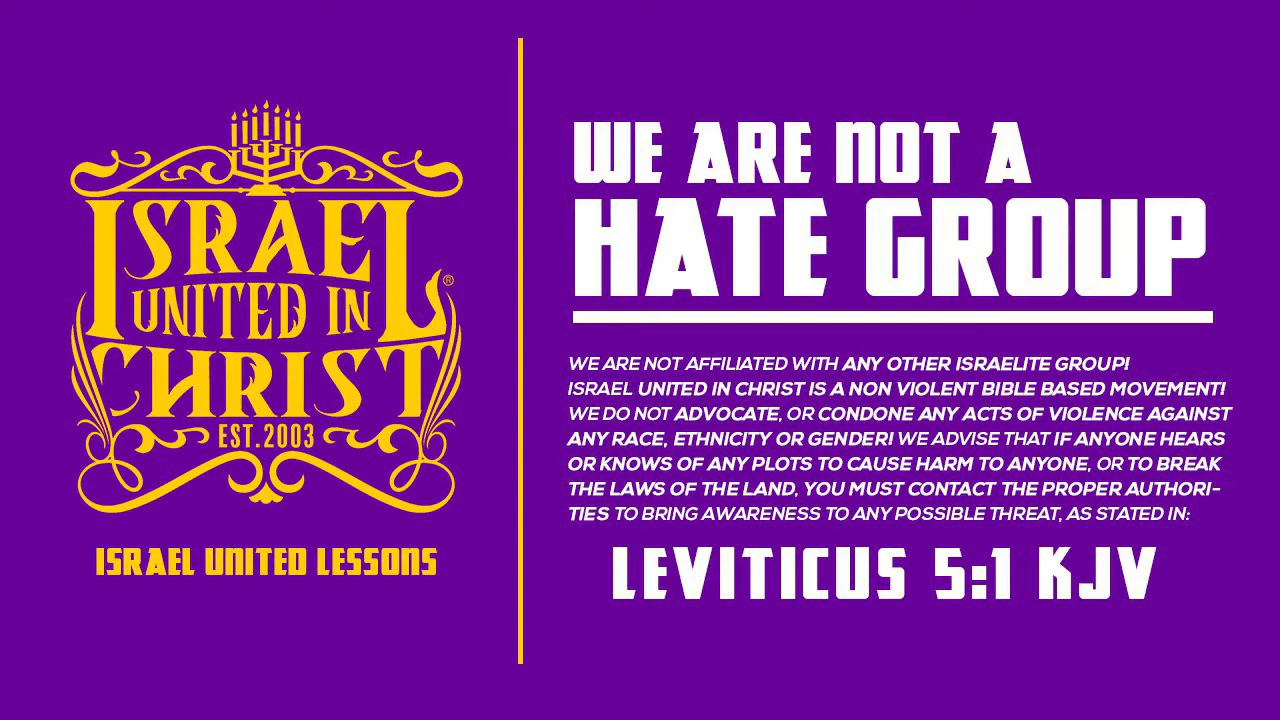 ISRAEL
UNITED IN
CHRIST
®
EST.2003
ISRAEL UNITED LESSONS
WE ARE NOT A
HATE GROUP
WE ARE NOT AFFILIATED WITH ANY OTHER ISRAELITE GROUP!
ISRAEL UNITED IN CHRIST IS A NON VIOLENT BIBLE BASED MOVEMENT!
WE DO NOT ADVOCATE, OR CONDONE ANY ACTS OF VIOLENCE AGAINST
ANY RACE, ETHNICITY OR GENDER! WE ADVISE THAT IF ANYONE HEARS
OR KNOWS OF ANY PLOTS TO CAUSE HARM TO ANYONE, OR TO BREAK
THE LAWS OF THE LAND, YOU MUST CONTACT THE PROPER AUTHORI-
TIES TO BRING AWARENESS TO ANY POSSIBLE THREAT, AS STATED IN:
LEVITICUS 5:1 KJV